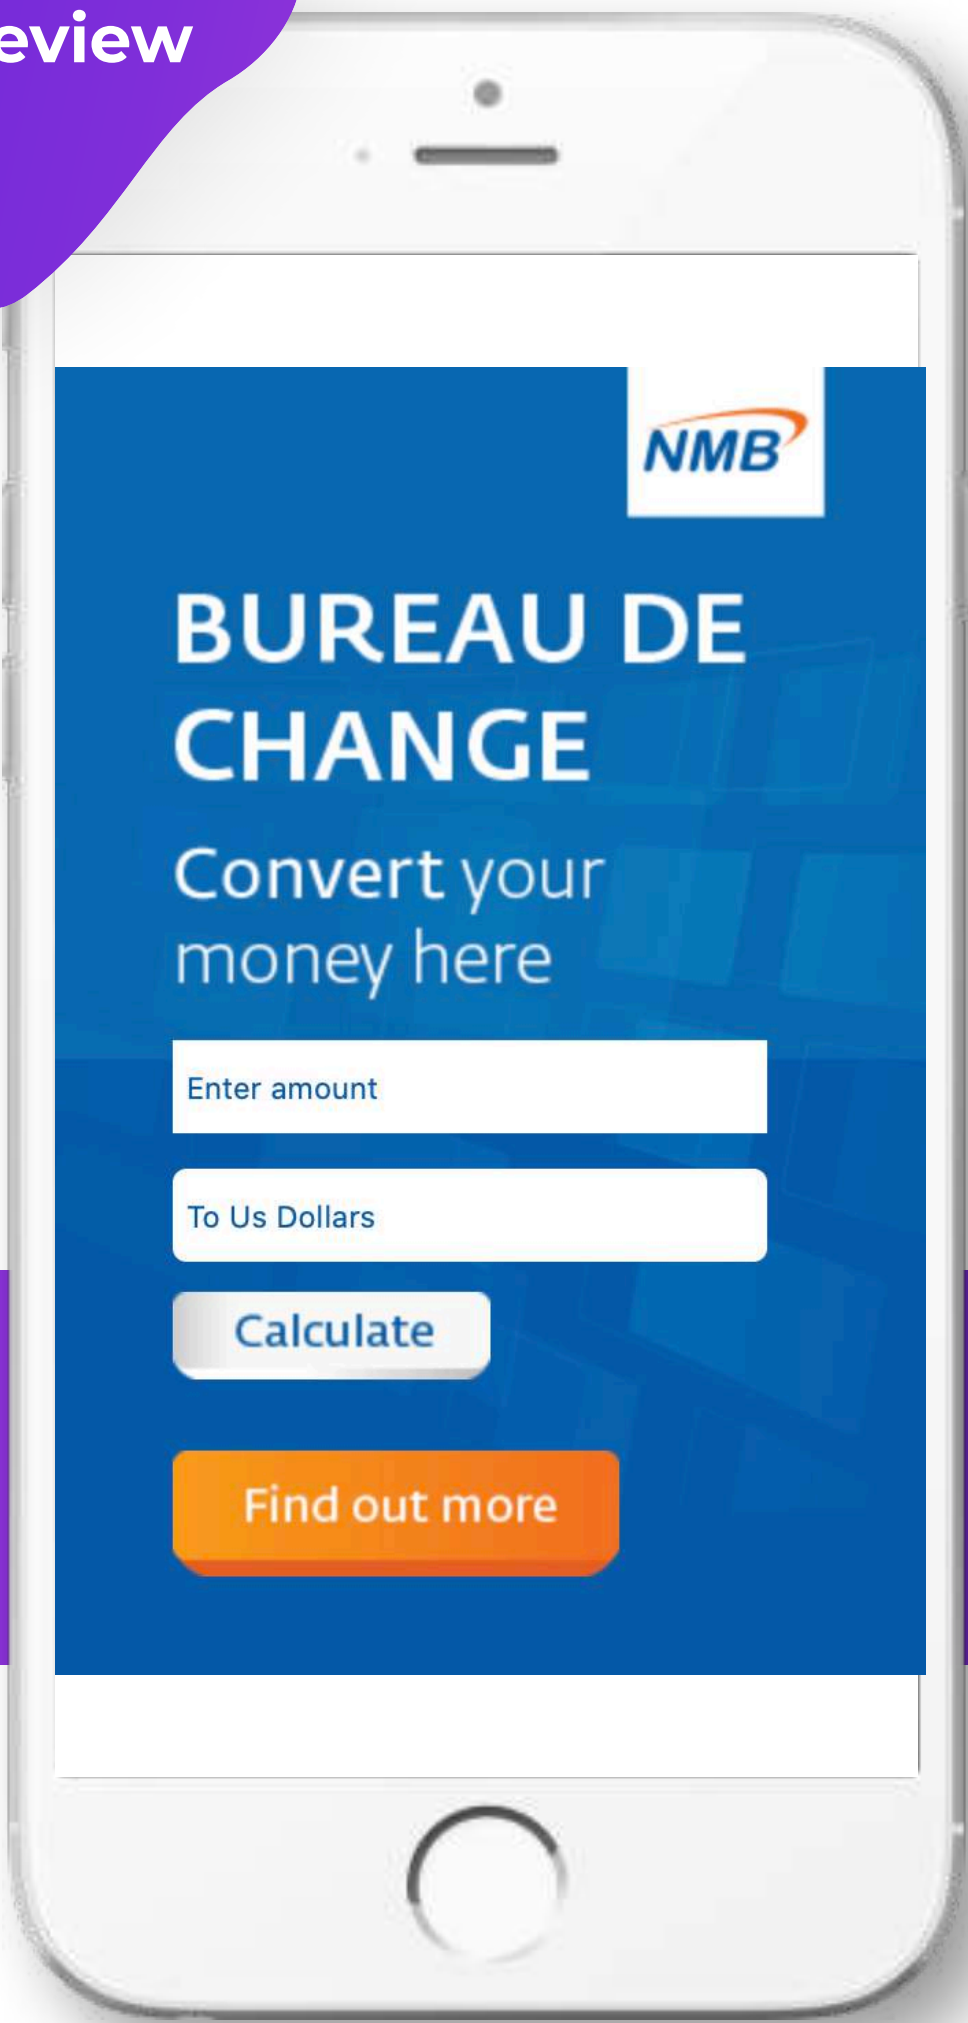 eview
NMB
BUREAU DE
CHANGE
Convert your
money here
Enter amount
To Us Dollars
Calculate
Find out more